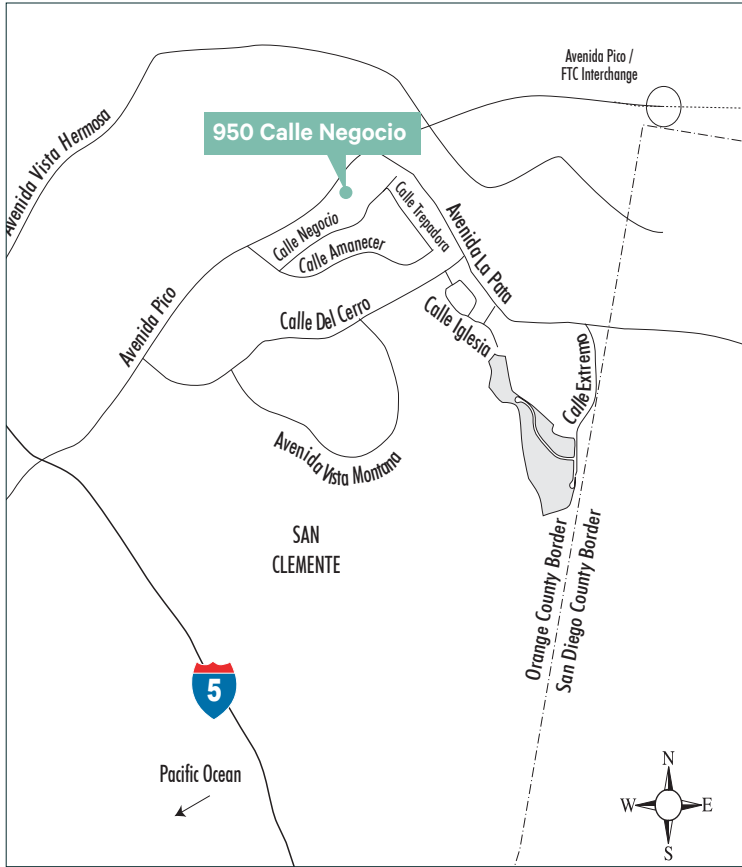 Avenida Pico /
FTC Interchange
950 Calle Negocio
Avenida Vista Hermosa
Calle Trepadora
Calle Negocio
Avenida La Pata
Calle Amanecer
Avenida Pico
Calle Del Cerro
Calle Iglesia
Calle Extremo
Avenida Vista Montana
SAN
CLEMENTE
Orange County Border
San Diego County Border
5
Pacific Ocean
N
W
E
S